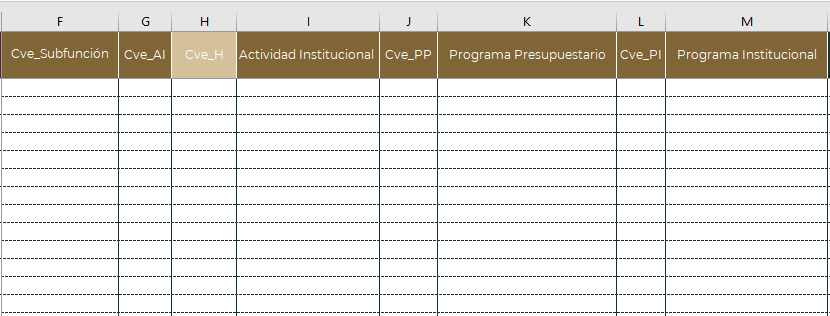 F G H I J K L M
Cve_Subfunción Cve_AI Cve_H Actividad Institucional Cve_PP Programa Presupuestario Cve_PI Programa Institucional